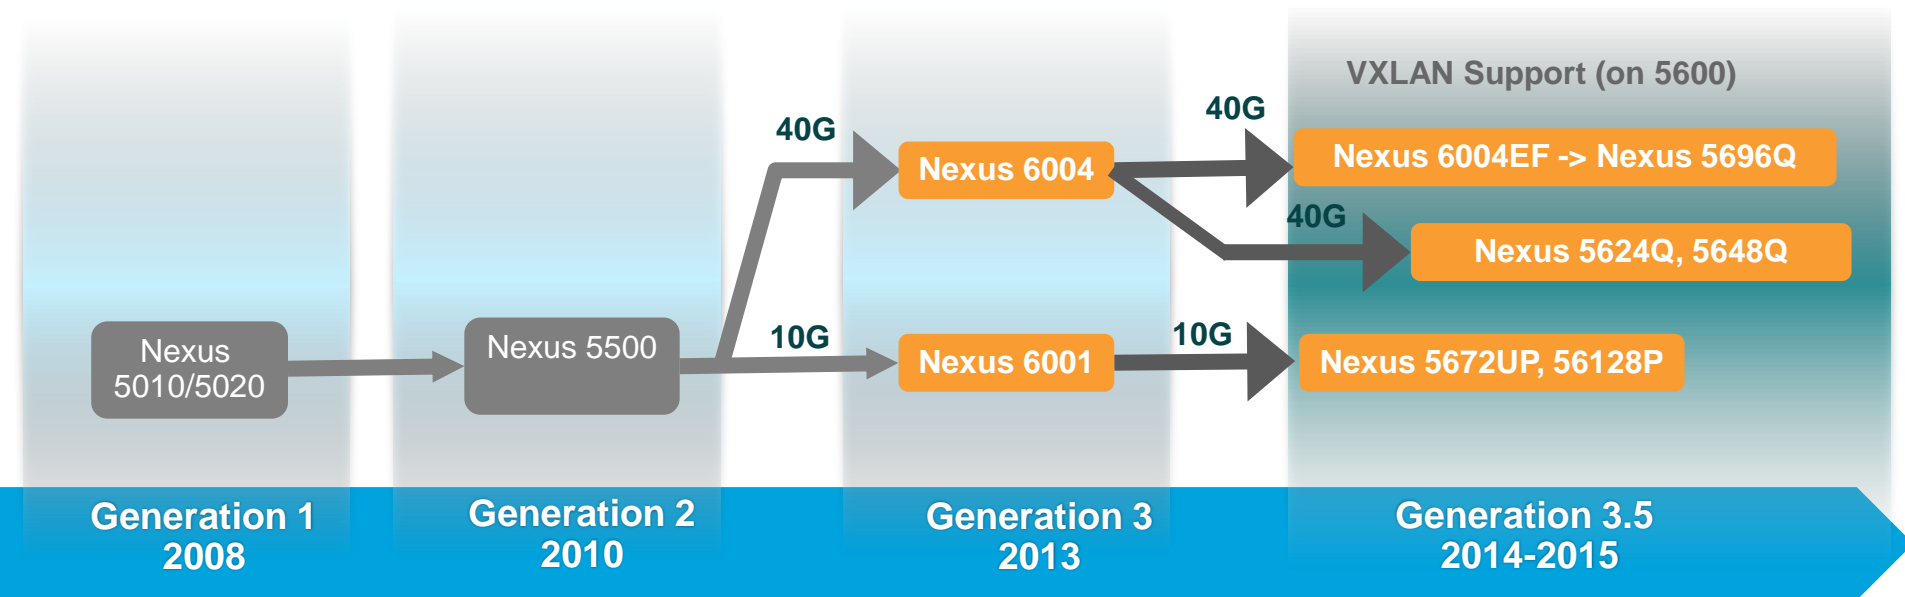 VXLAN Support (on 5600)
40G
40G
Nexus 6004
Nexus 6004EF -> Nexus 5696Q
40G
Nexus 5624Q, 5648Q
Nexus
5010/5020
Nexus 5500
10G
Nexus 6001
10G
Nexus 5672UP, 56128P
Generation 1
2008
Generation 2
2010
Generation 3
2013
Generation 3.5
2014-2015